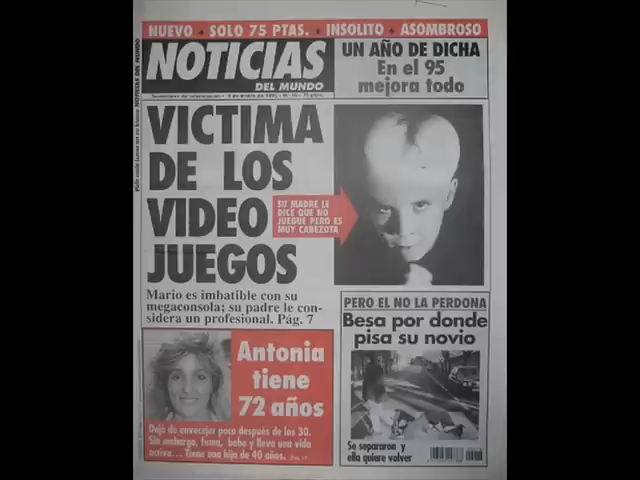 NUEVO + SOLO 75 PTAS. + INSOLITO + ASOMBROSO
NOTICIAS
DEL MUNDO
UN AÑO DE DICHA
En el 95
mejora todo
VICTIMA
DE LOS
VIDEO
JUEGOS
SU MADRE LE
DICE QUE NO
JUEGUE PERO ES
MUY CABEZOTA
Mario es imbatible con su
megaconsola; su padre le con-
sidera un profesional. Pág. 7
PERO EL NO LA PERDONA
Besa por donde
pisa su novio
Se separaron y
ella quiere volver
Antonia
tiene
72 años
Dejó de envejecer poco después de los 30.
Sin embargo, fuma, bebe y lleva una vida
activa... Tiene una hija de 40 años.
NOTICIAS DEL MUNDO